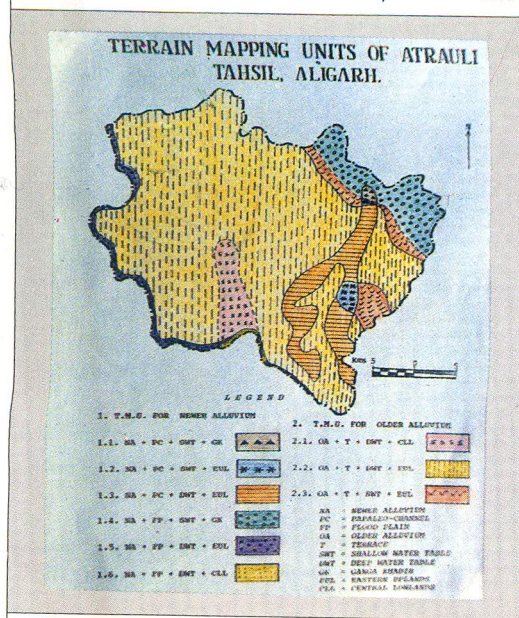 TERRAIN MAPPING UNITS OF ATRAULI
TAHSIL, ALIGARH.
N
Kms 5
LEGEND
1. T.M.U. FOR NEWER ALLUVIUM
1.1. NA + PC + SWT + GK
1.2. NA + PC + SWT + EUL
1.3. NA + PC + DWT + EUL
1.4. NA + FP + SWT + GK
1.5. NA + FP + DWT + EUL
1.6. NA + FP + DWT + CLL
2. T.M.U. FOR OLDER ALLUVIUM
2.1. OA + T + DWT + CLL
2.2. OA + T + DWT + EUL
2.3. OA + T + SWT + EUL
NA = NEWER ALLUVIUM
PC = PAPALEO-CHANNEL
FP = FLOOD PLAIN
OA = OLDER ALLUVIUM
T = TERRACE
SWT = SHALLOW WATER TABLE
DWT = DEEP WATER TABLE
GK = GANGA KHADIR
EUL = EASTERN UPLANDS
CLL = CENTRAL LOWLANDS